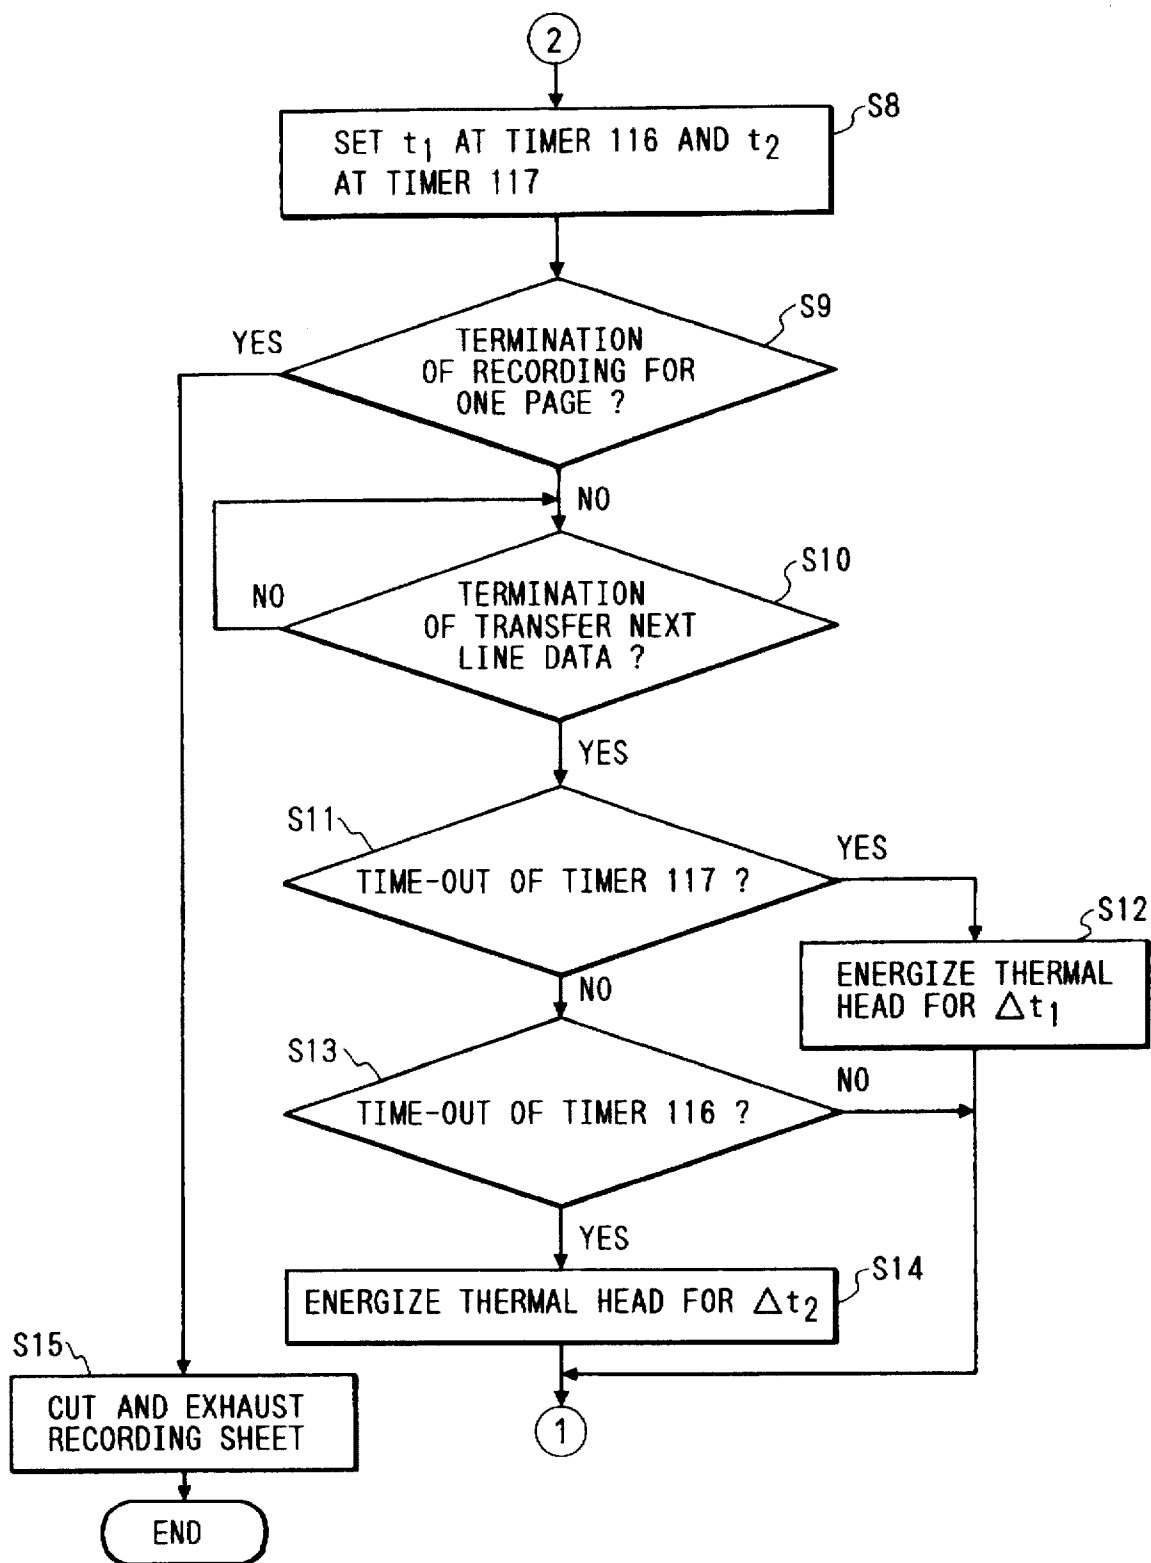 2
S8
SET t1 AT TIMER 116 AND t2
AT TIMER 117
S9
YES
TERMINATION
OF RECORDING FOR
ONE PAGE ?
NO
S10
NO
TERMINATION
OF TRANSFER NEXT
LINE DATA ?
YES
S11
YES
TIME-OUT OF TIMER 117 ?
S12
ENERGIZE THERMAL
HEAD FOR △t1
NO
S13
NO
TIME-OUT OF TIMER 116 ?
YES
S14
ENERGIZE THERMAL HEAD FOR △t2
S15
CUT AND EXHAUST
RECORDING SHEET
1
END